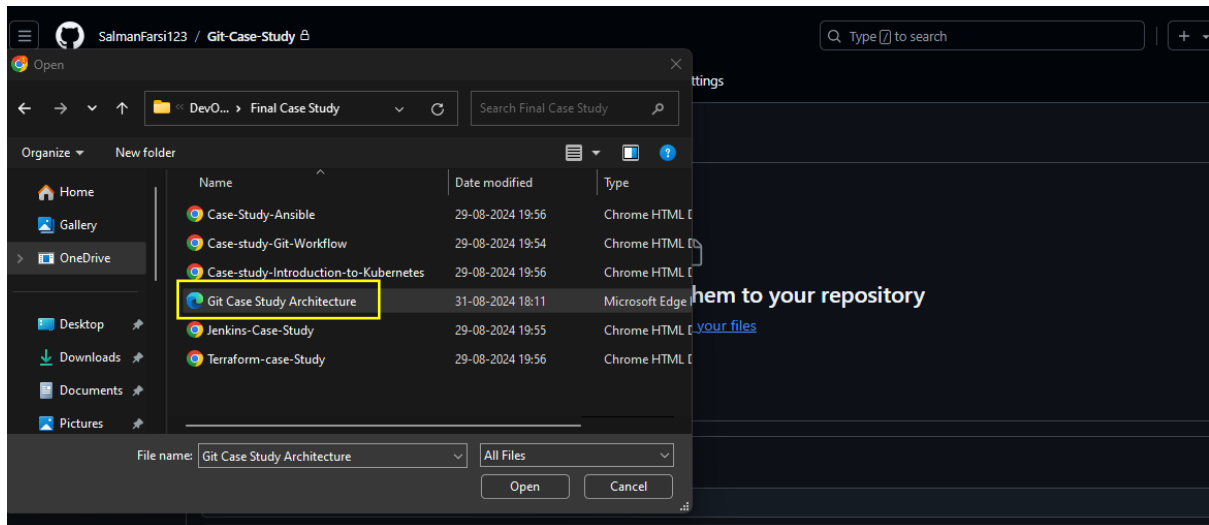 SalmanFarsi123 / Git-Case-Study
Type / to search
Open
ttings
DevO... › Final Case Study
Search Final Case Study
Organize
New folder
Name
Date modified
Type
Home
Gallery
OneDrive
Desktop
Downloads
Documents
Pictures
Case-Study-Ansible 29-08-2024 19:56 Chrome HTML D
Case-study-Git-Workflow 29-08-2024 19:54 Chrome HTML D
Case-study-Introduction-to-Kubernetes 29-08-2024 19:56 Chrome HTML D
Git Case Study Architecture 31-08-2024 18:11 Microsoft Edge
Jenkins-Case-Study 29-08-2024 19:55 Chrome HTML D
Terraform-case-Study 29-08-2024 19:56 Chrome HTML D
hem to your repository
your files
File name: Git Case Study Architecture
All Files
Open
Cancel